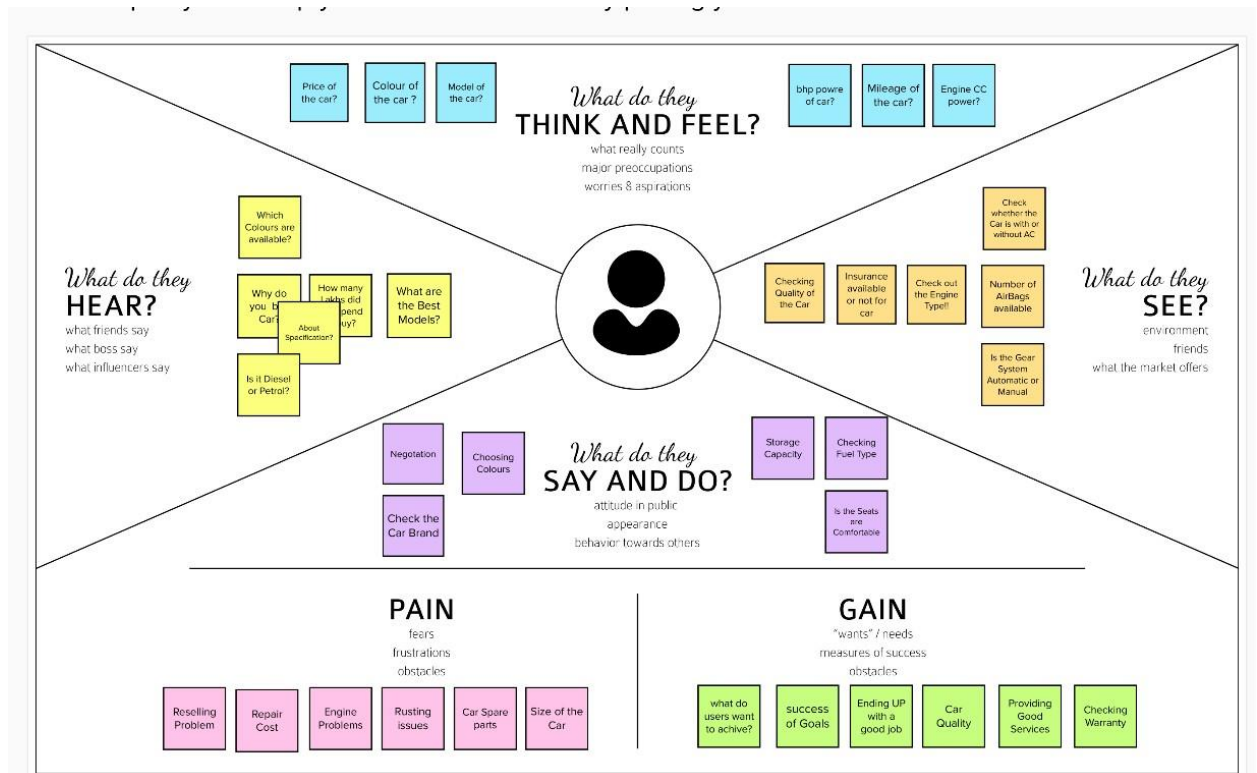 Price of
the car?
Colour of
the car ?
Model of
the car?
What do they
THINK AND FEEL?
what really counts
major preoccupations
worries & aspirations
bhp powre
of car?
Mileage of
the car?
Engine CC
power?
What do they
HEAR?
what friends say
what boss say
what influencers say
Which
Colours are
available?
Why do
you
Car?
How many
did
What are
the Best
Models?
About
Specification?
Is it Diesel
or Petrol?
Check
whether the
Car is with or
without AC
Checking
Quality of
the Car
Insurance
available
or not for
car
Check out
the Engine
Type!!
Number of
AirBags
available
Is the Gear
System
Automatic or
Manual
What do they
SEE?
environment
friends
what the market offers
Negotation
Choosing
Colours
Check the
Car Brand
What do they
SAY AND DO?
attitude in public
appearance
behavior towards others
Storage
Capacity
Checking
Fuel Type
Is the Seats
are
Comfortable
PAIN
fears
frustrations
obstacles
Reselling
Problem
Repair
Cost
Engine
Problems
Rusting
issues
Car Spare
parts
Size of the
Car
GAIN
"wants" / needs
measures of success
obstacles
what do
users want
to achive?
success
of Goals
Ending UP
with a
good job
Car
Quality
Providing
Good
Services
Checking
Warranty